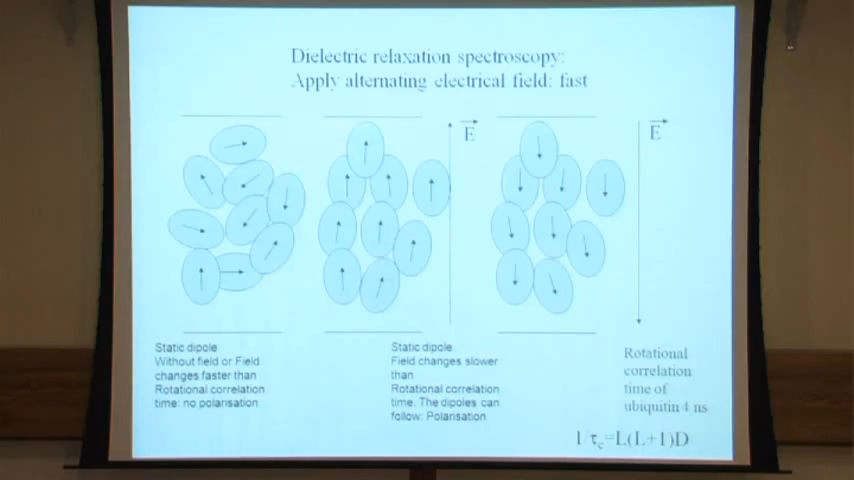 Dielectric relaxation spectroscopy:
Apply alternating electrical field: fast
E
E
Static dipole
Without field or Field
changes faster than
Rotational correlation
time: no polarisation
Static dipole
Field changes slower
than
Rotational correlation
time. The dipoles can
follow: Polarisation
Rotational
correlation
time of
ubiquitin 4 ns
1/τc=L(L+1)D